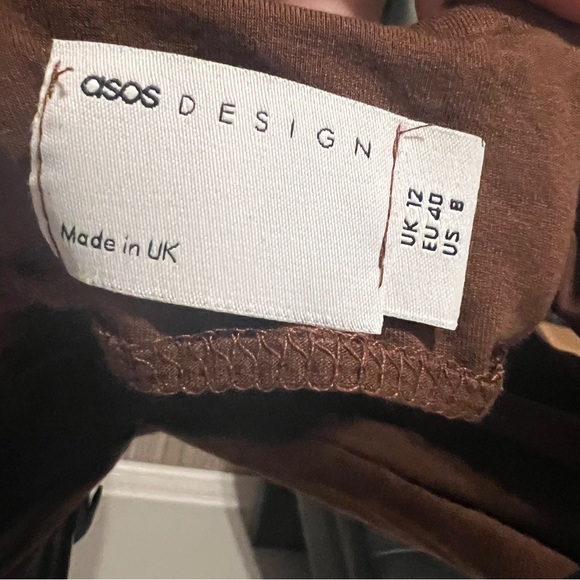 asos DESIGN
Made in UK
UK 12
EU 40
US 8